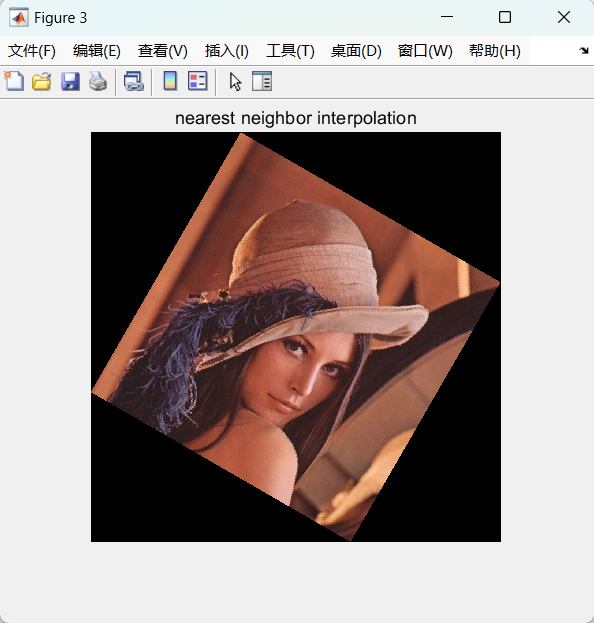 Figure 3
文件(F) 编辑(E) 查看(V) 插入(I) 工具(T) 桌面(D) 窗口(W) 帮助(H)
nearest neighbor interpolation